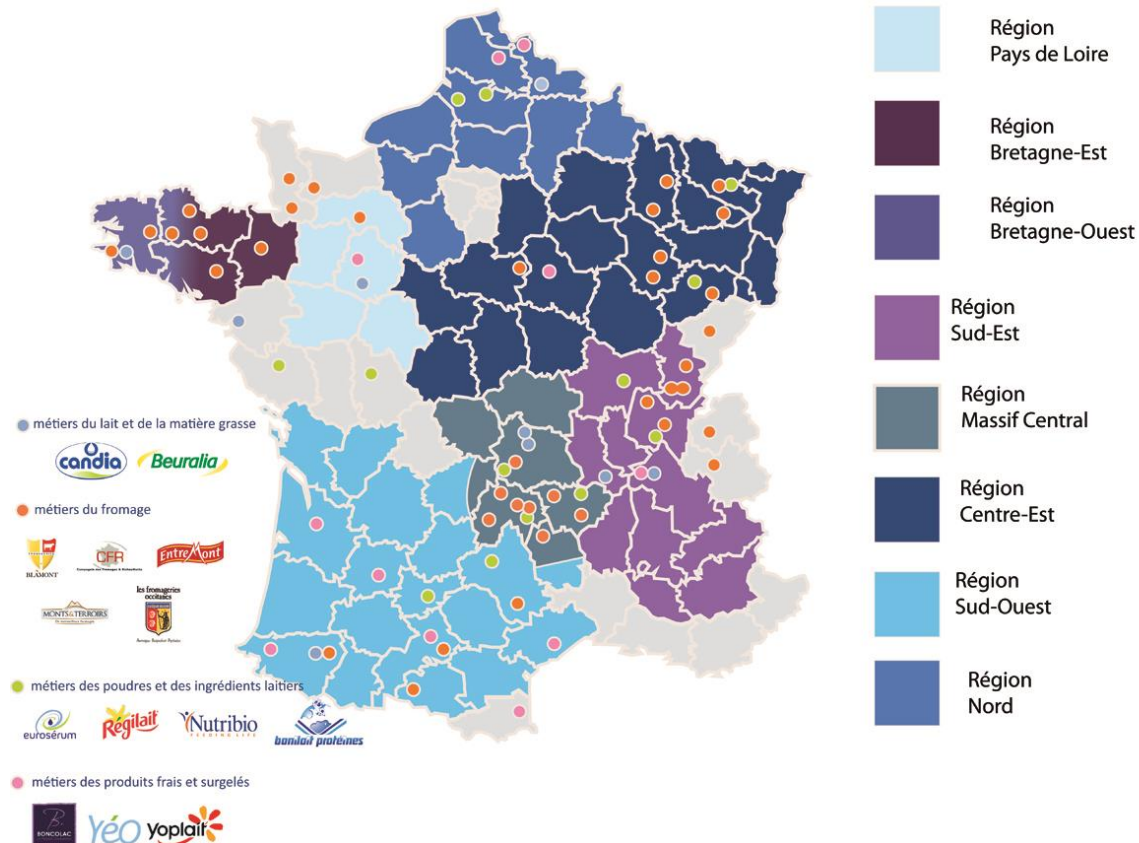 Région
Pays de Loire
Région
Bretagne-Est
Région
Bretagne-Ouest
Région
Sud-Est
Région
Massif Central
Région
Centre-Est
Région
Sud-Ouest
Région
Nord
métiers du lait et de la matière grasse
candia
Beuralia
métiers du fromage
BLÂMONT
CFR
ENTREMONT
MONTS & TERROIRS
les fromageries
occitanes
métiers des poudres et des ingrédients laitiers
eurosérum
Régilait
Nutribio
FEEDING LIFE
bonilait protéines
métiers des produits frais et surgelés
B.
BONCOLAC
YÉO
yoplait